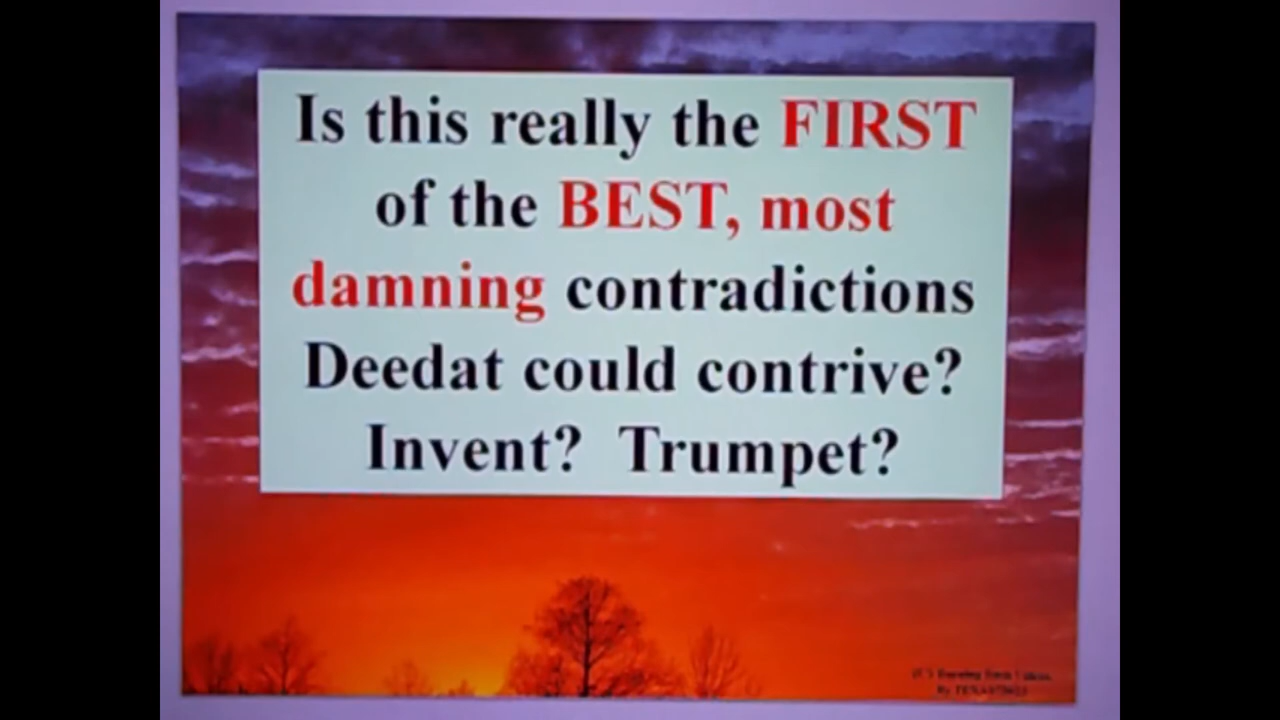 Is this really the FIRST
of the BEST, most
damning contradictions
Deedat could contrive?
Invent?  Trumpet?